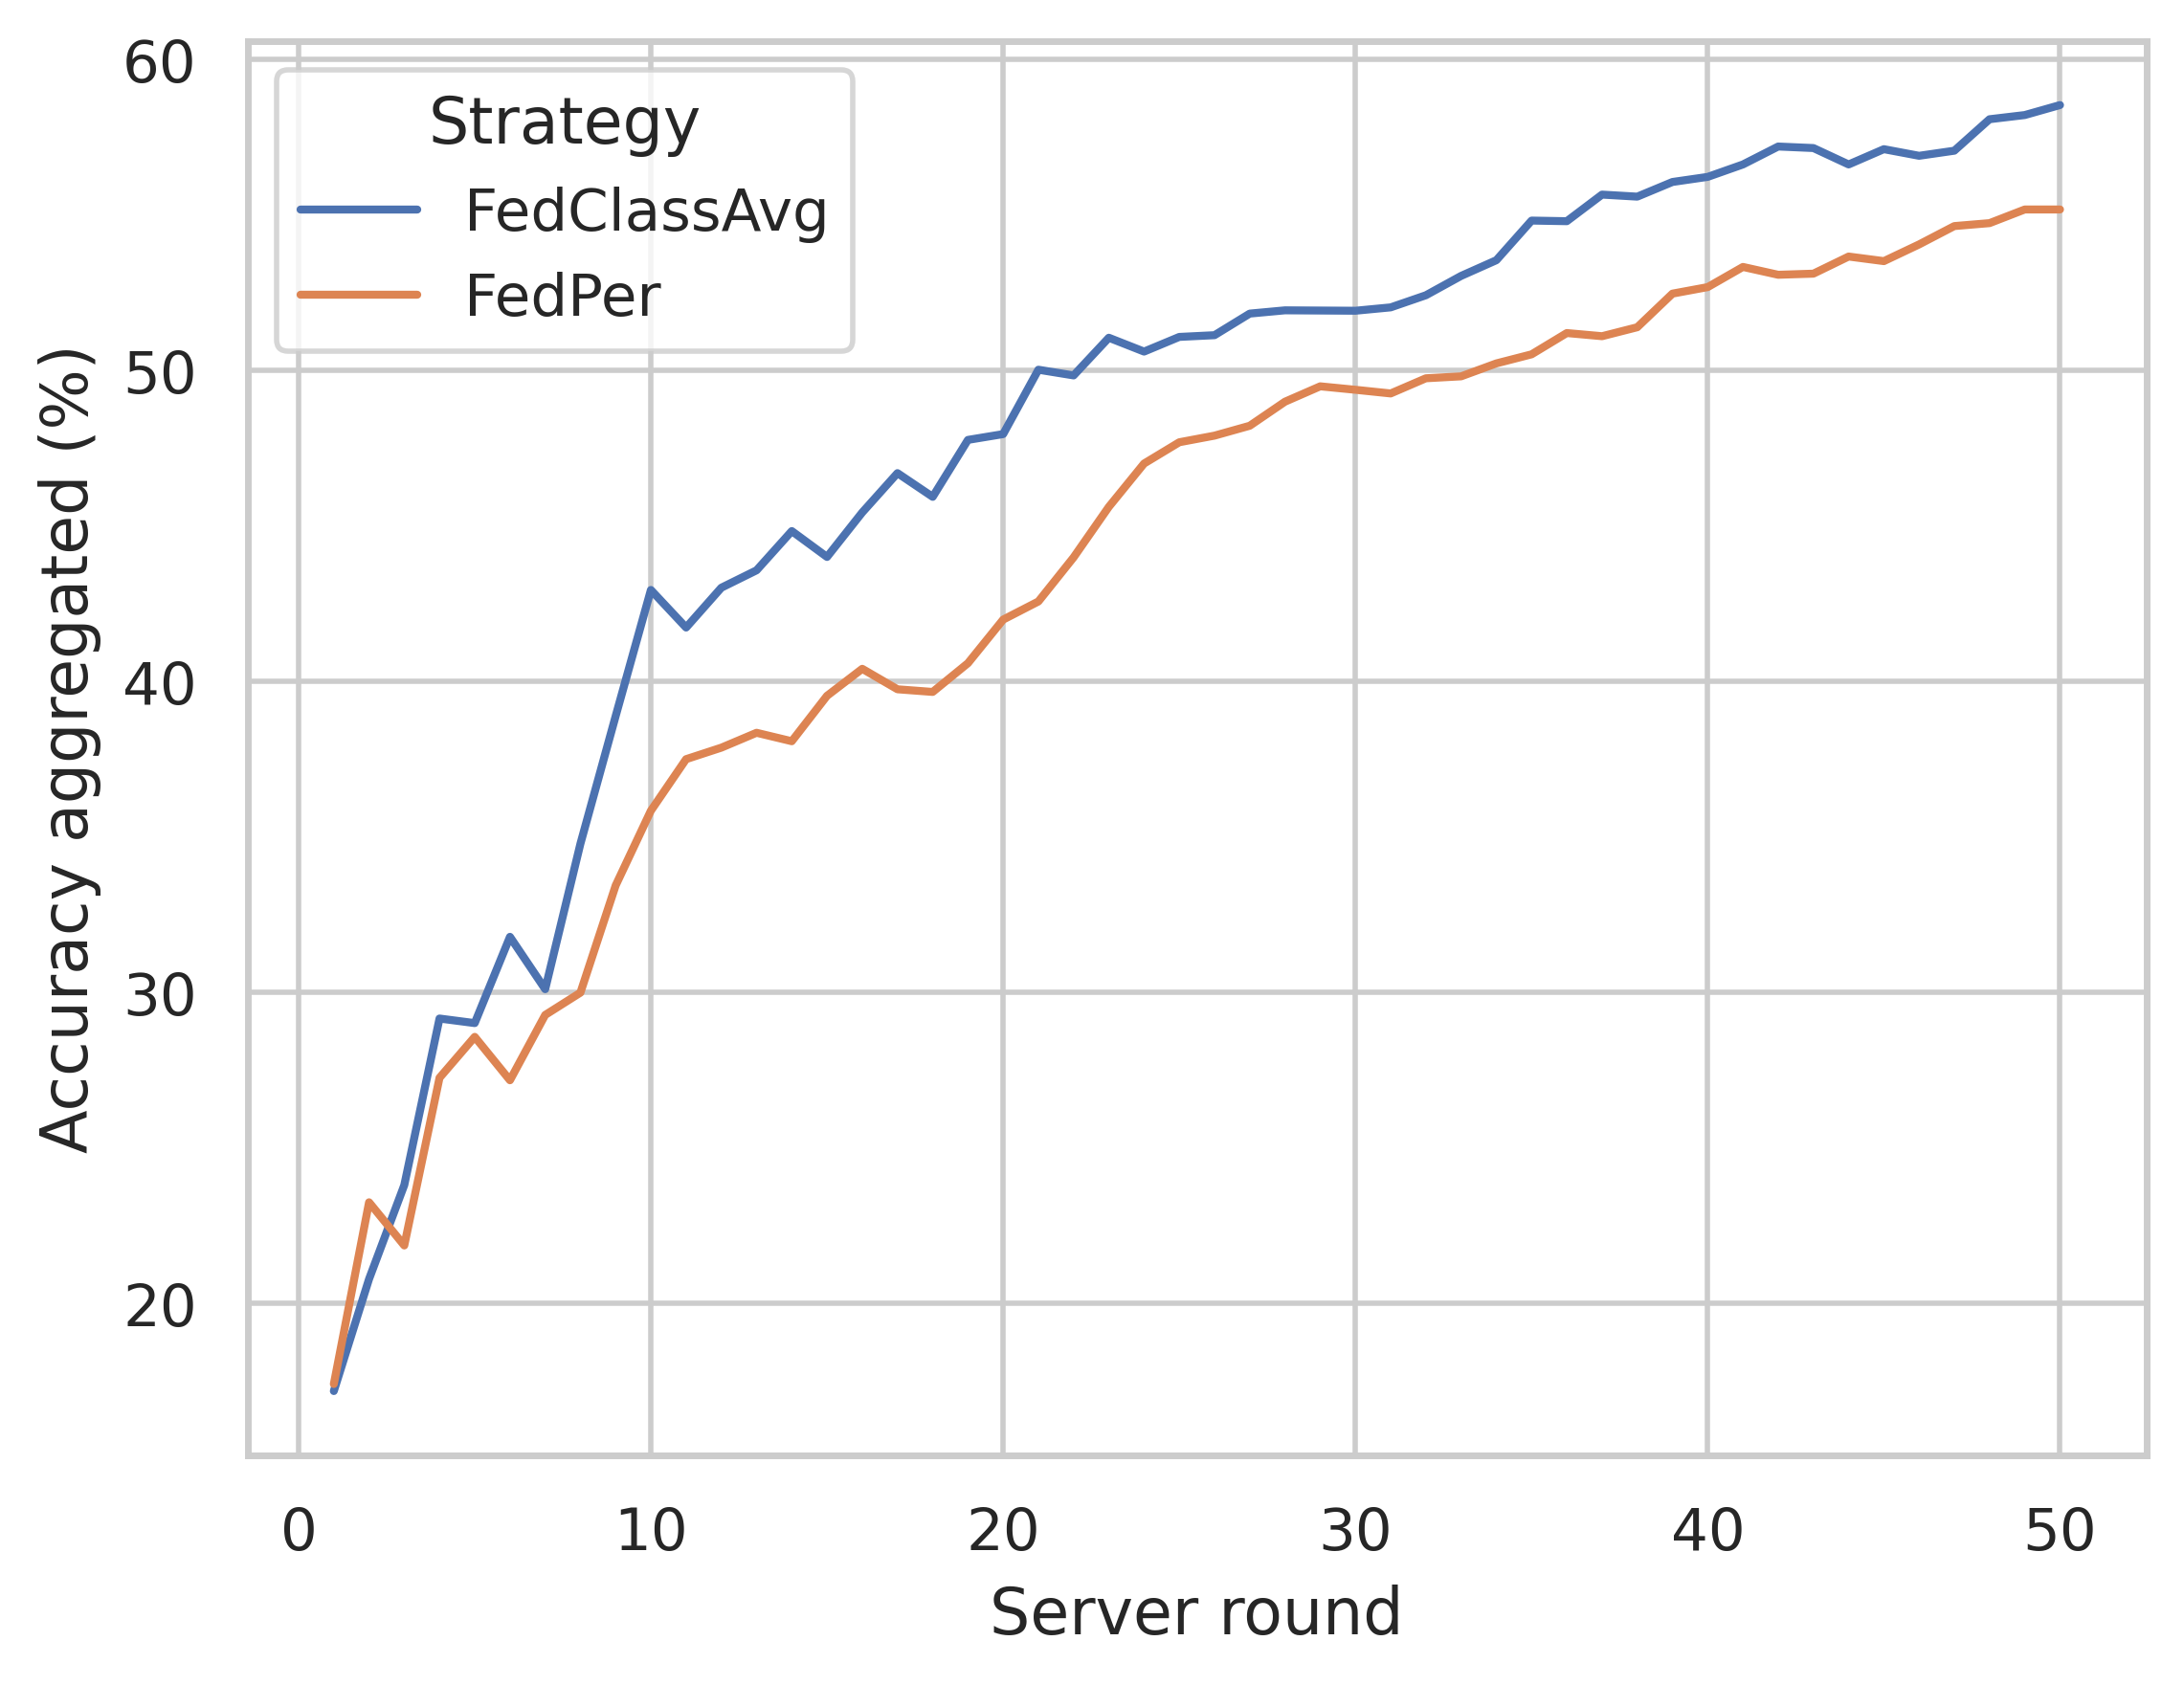 60
50
40
30
20
Accuracy aggregated (%)
Strategy
FedClassAvg
FedPer
0 10 20 30 40 50
Server round